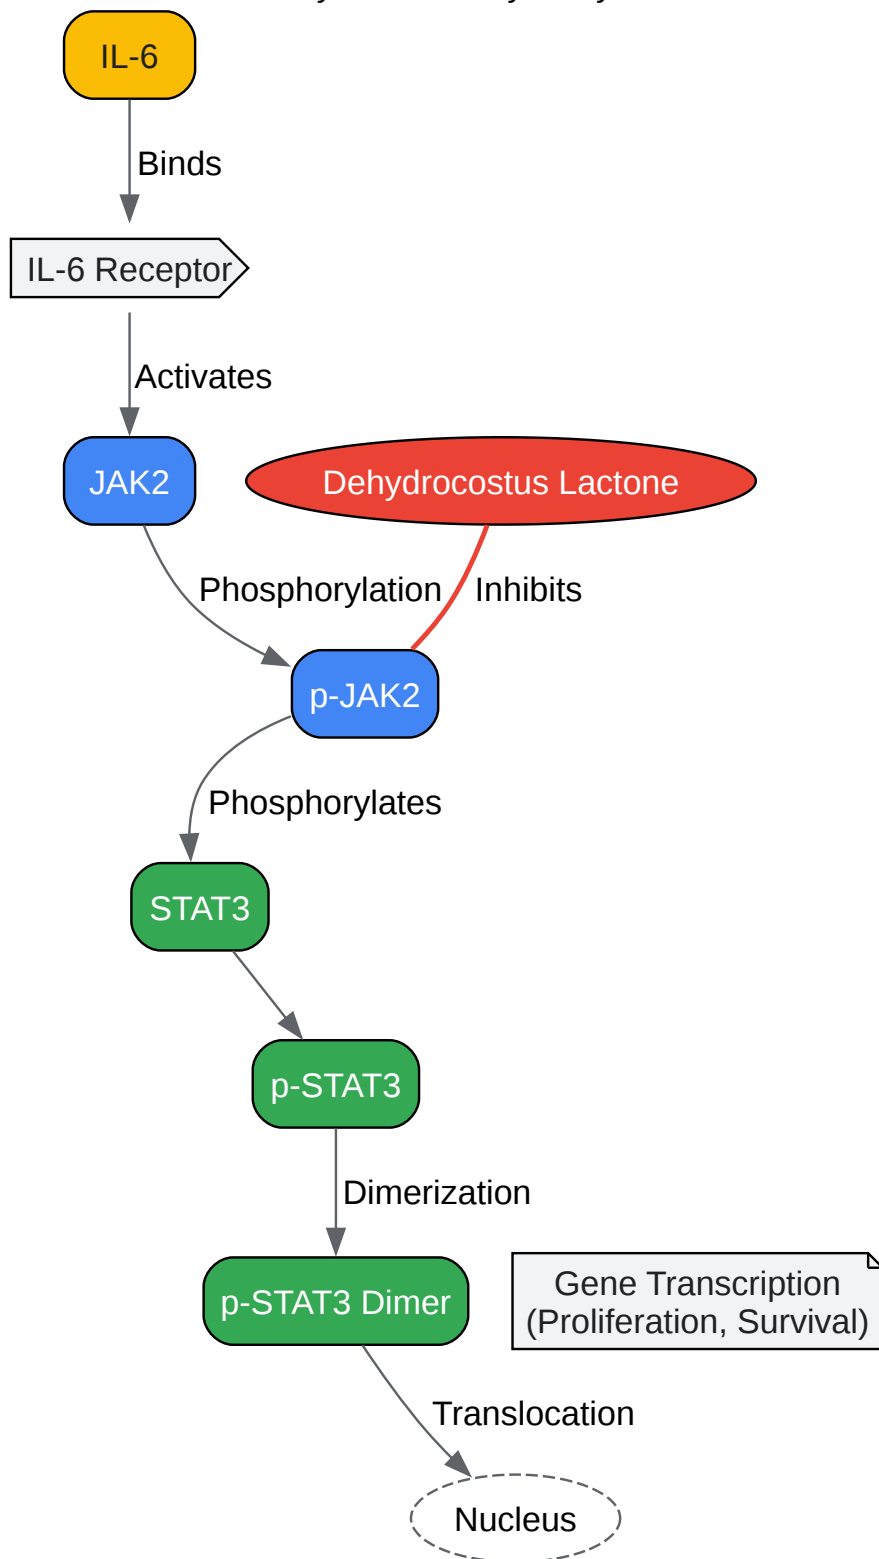 IL-6
Binds
IL-6 Receptor
Activates
JAK2
Dehydrocostus Lactone
Phosphorylation
Inhibits
p-JAK2
Phosphorylates
STAT3
p-STAT3
Dimerization
p-STAT3 Dimer
Gene Transcription
(Proliferation, Survival)
Translocation
Nucleus